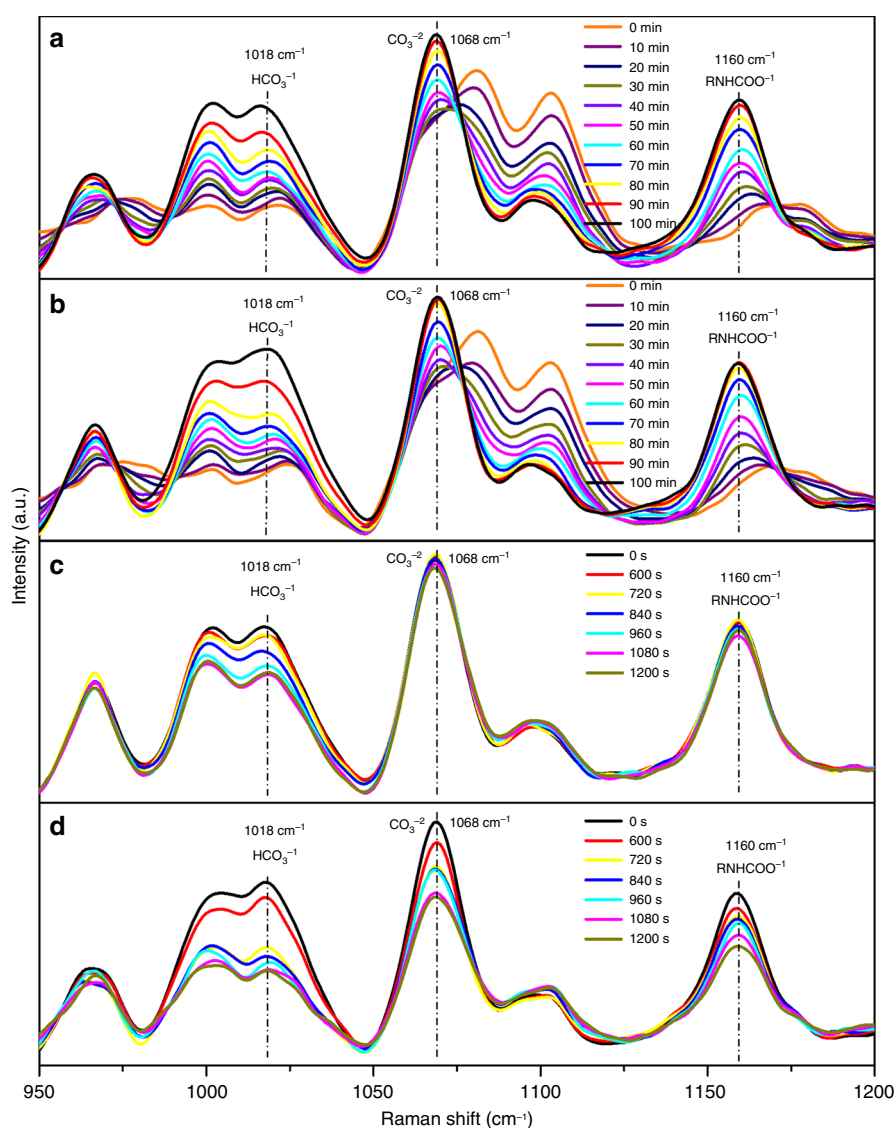 a
1018 cm⁻¹
HCO₃⁻¹
CO₃⁻²
1068 cm⁻¹
1160 cm⁻¹
RNHCOO⁻¹
0 min
10 min
20 min
30 min
40 min
50 min
60 min
70 min
80 min
90 min
100 min
b
1018 cm⁻¹
HCO₃⁻¹
CO₃⁻²
1068 cm⁻¹
1160 cm⁻¹
RNHCOO⁻¹
0 min
10 min
20 min
30 min
40 min
50 min
60 min
70 min
80 min
90 min
100 min
c
1018 cm⁻¹
HCO₃⁻¹
CO₃⁻²
1068 cm⁻¹
1160 cm⁻¹
RNHCOO⁻¹
0 s
600 s
720 s
840 s
960 s
1080 s
1200 s
d
1018 cm⁻¹
HCO₃⁻¹
CO₃⁻²
1068 cm⁻¹
1160 cm⁻¹
RNHCOO⁻¹
0 s
600 s
720 s
840 s
960 s
1080 s
1200 s
Intensity (a.u.)
950 1000 1050 1100 1150 1200
Raman shift (cm⁻¹)